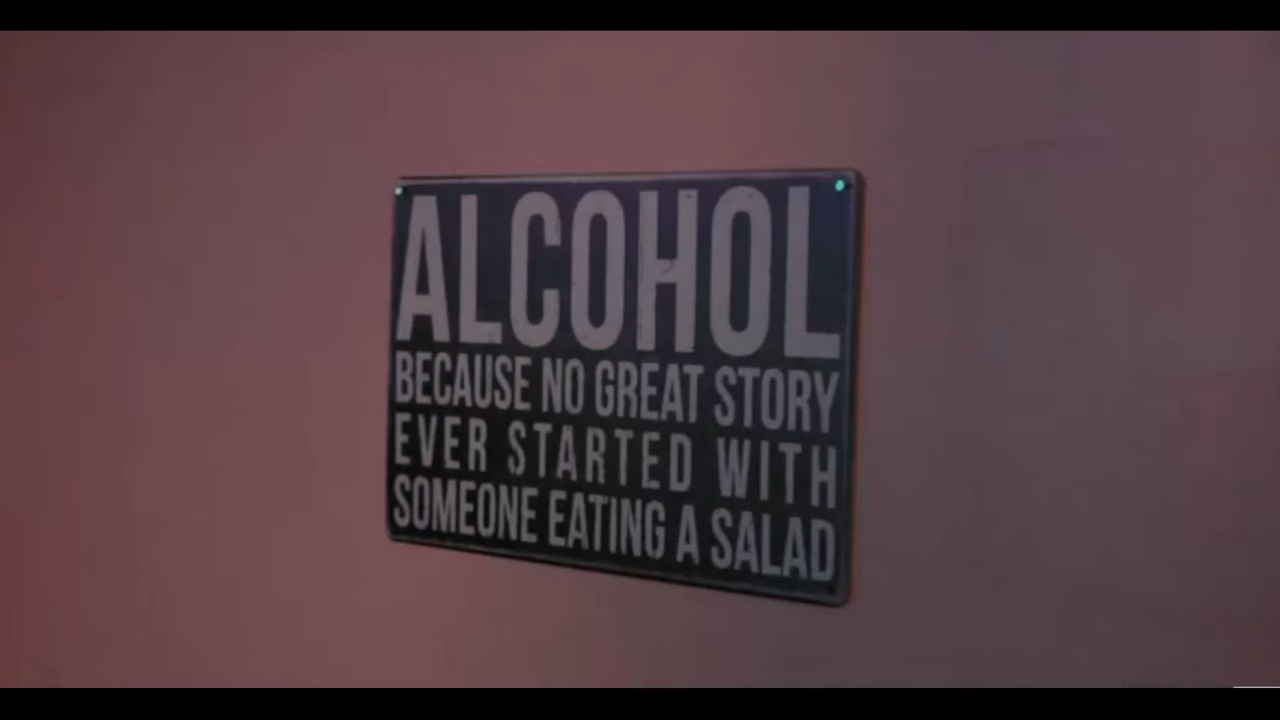 ALCOHOL
BECAUSE NO GREAT STORY
EVER STARTED WITH
SOMEONE EATING A SALAD